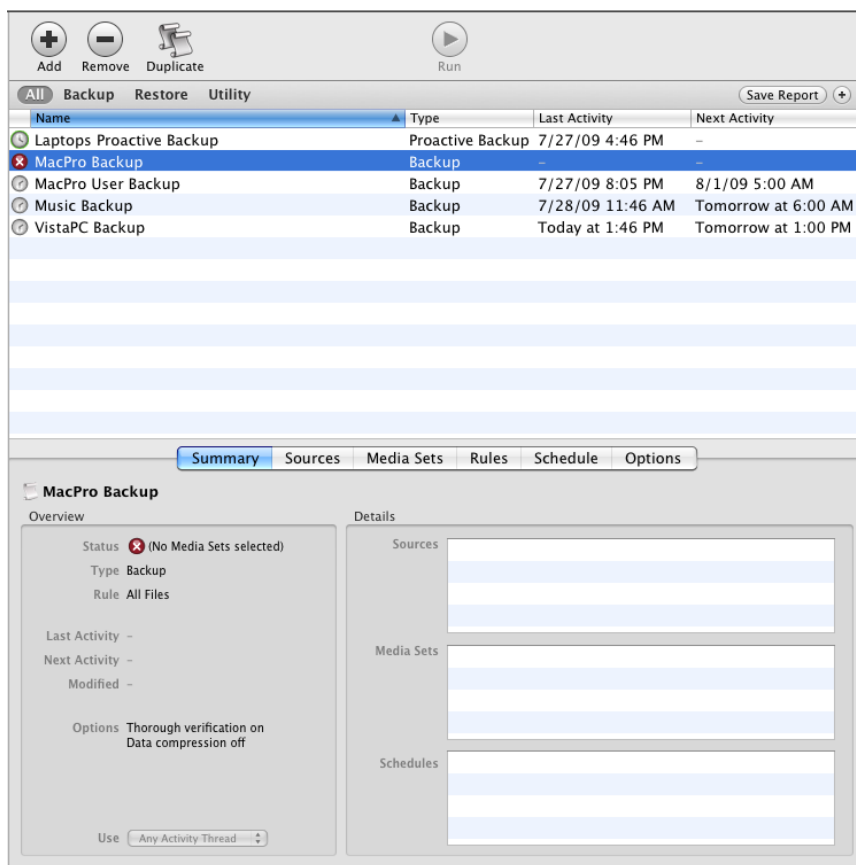 Add Remove Duplicate Run
All Backup Restore Utility Save Report
Name Type Last Activity Next Activity
Laptops Proactive Backup Proactive Backup 7/27/09 4:46 PM –
MacPro Backup Backup – –
MacPro User Backup Backup 7/27/09 8:05 PM 8/1/09 5:00 AM
Music Backup Backup 7/28/09 11:46 AM Tomorrow at 6:00 AM
VistaPC Backup Backup Today at 1:46 PM Tomorrow at 1:00 PM
Summary Sources Media Sets Rules Schedule Options
MacPro Backup
Overview
Status (No Media Sets selected)
Type Backup
Rule All Files
Last Activity –
Next Activity –
Modified –
Options Thorough verification on
Data compression off
Use Any Activity Thread
Details
Sources
Media Sets
Schedules